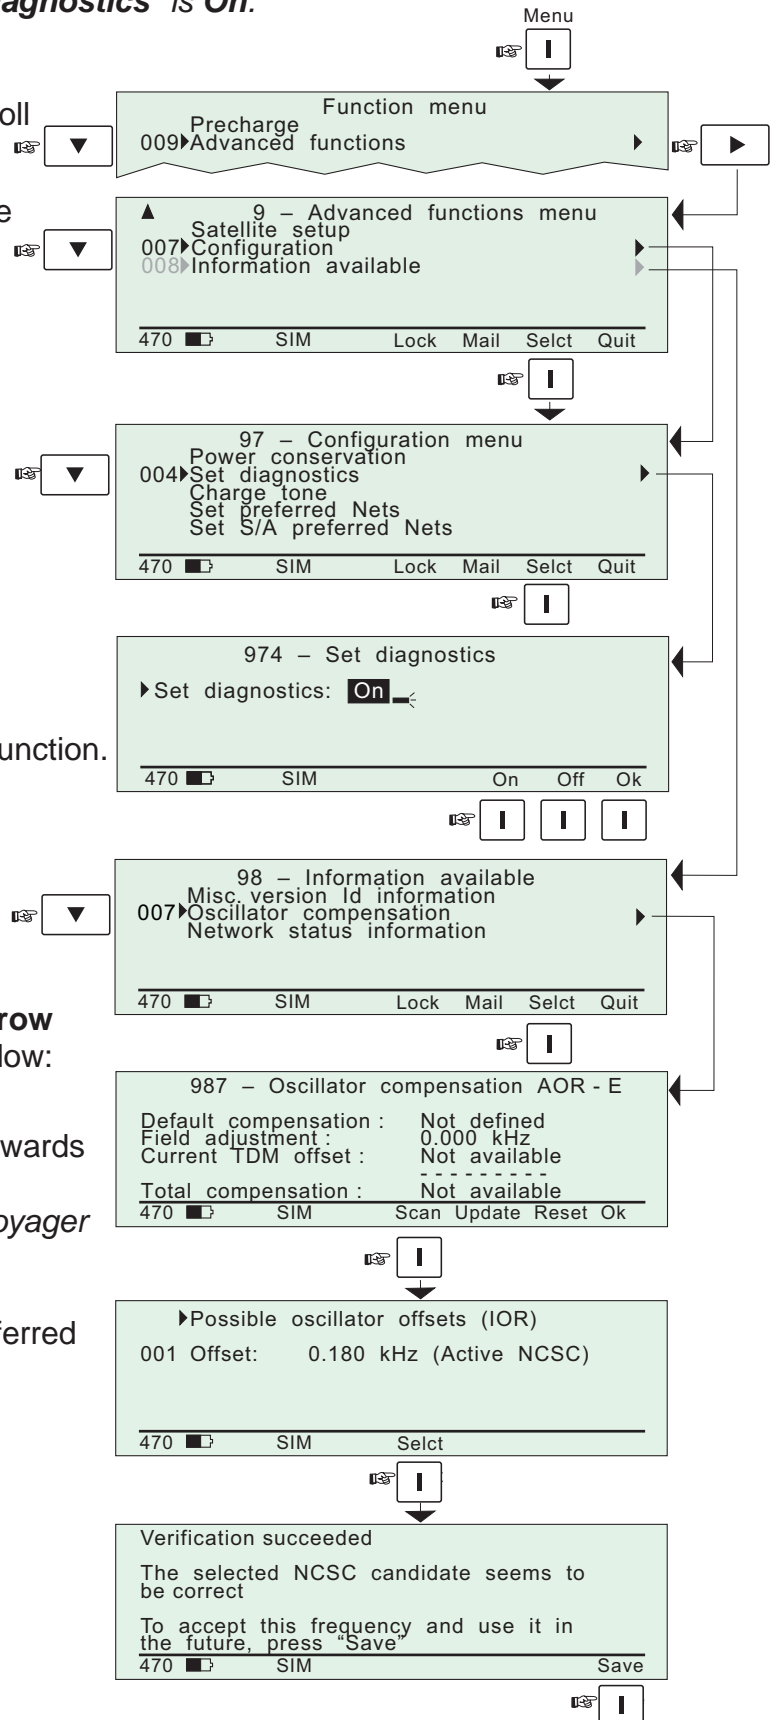 agnostics is On.
Menu
oll
Function menu
Precharge
009 Advanced functions
e
9 – Advanced functions menu
Satellite setup
007 Configuration
008 Information available
470 SIM Lock Mail Selct Quit
97 – Configuration menu
Power conservation
004 Set diagnostics
Charge tone
Set preferred Nets
Set S/A preferred Nets
470 SIM Lock Mail Selct Quit
974 – Set diagnostics
Set diagnostics: On
unction.
470 SIM On Off Ok
98 – Information available
Misc. version Id information
007 Oscillator compensation
Network status information
470 SIM Lock Mail Selct Quit
row
low:
987 – Oscillator compensation AOR - E
Default compensation : Not defined
Field adjustment : 0.000 kHz
Current TDM offset : Not available
wards
- - - - - - - - -
Total compensation : Not available
470 SIM Scan Update Reset Ok
oyager
Possible oscillator offsets (IOR)
ferred
001 Offset: 0.180 kHz (Active NCSC)
470 SIM Selct
Verification succeeded
The selected NCSC candidate seems to
be correct
To accept this frequency and use it in
the future, press “Save”
470 SIM Save